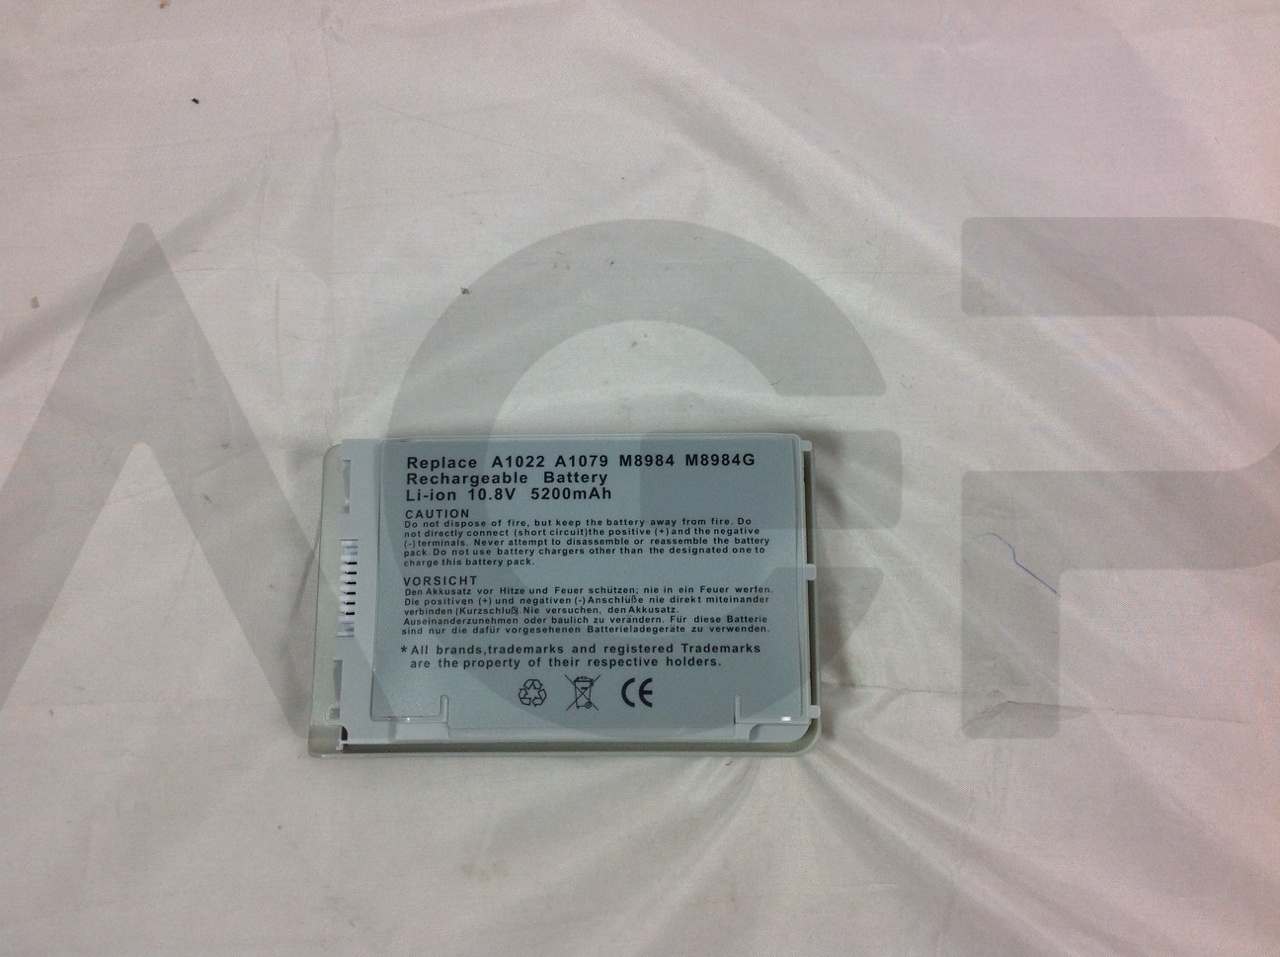 Replace A1022 A1079 M8984 M8984G
Rechargeable Battery
Li-ion 10.8V 5200mAh
CAUTION
Do not dispose of fire, but keep the battery away from fire. Do
not directly connect (short circuit)the positive (+) and the negative
(-) terminals. Never attempt to disassemble or reassemble the battery
pack. Do not use battery chargers other than the designated one to
charge this battery pack.
VORSICHT
Den Akkusatz vor Hitze und Feuer schützen; nie in ein Feuer werfen.
Die positiven (+) und negativen (-) Anschlüße nie direkt miteinander
verbinden (Kurzschluß). Nie versuchen, den Akkusatz.
Auseinanderzunehmen oder baulich zu verändern. Für diese Batterie
sind nur die dafür vorgesehenen Batterieladegeräte zu verwenden.
* All brands,trademarks and registered Trademarks
are the property of their respective holders.
CE